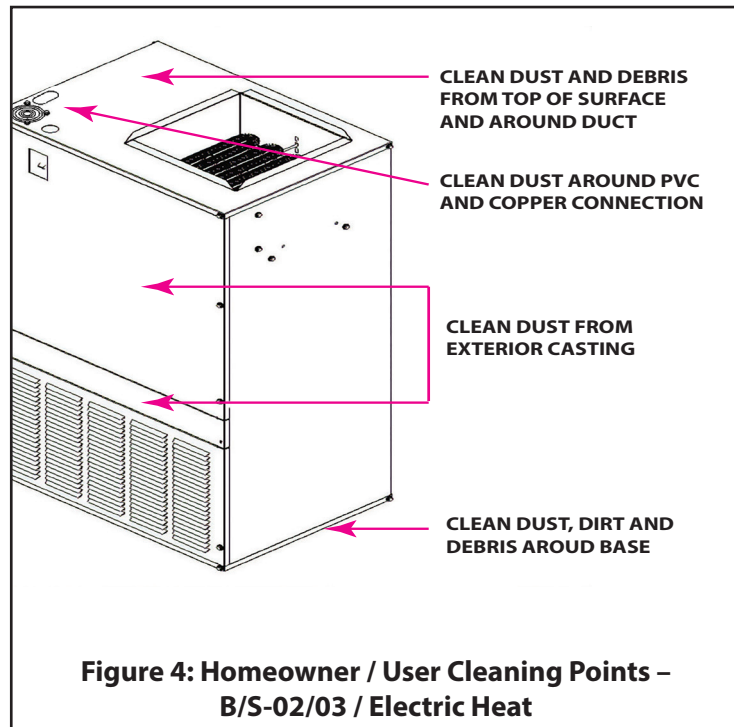 CLEAN DUST AND DEBRIS
FROM TOP OF SURFACE
AND AROUND DUCT
CLEAN DUST AROUND PVC
AND COPPER CONNECTION
CLEAN DUST FROM
EXTERIOR CASTING
CLEAN DUST, DIRT AND
DEBRIS AROUD BASE
Figure 4: Homeowner / User Cleaning Points –
B/S-02/03 / Electric Heat